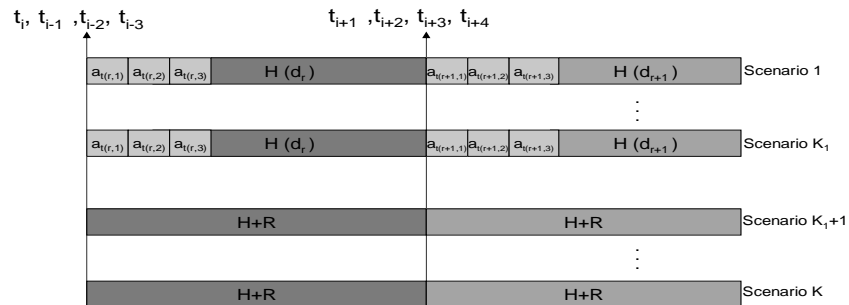 t_i, t_{i-1} ,t_{i-2}, t_{i-3} t_{i+1} ,t_{i+2}, t_{i+3}, t_{i+4}
a_{t(r,1)} a_{t(r,2)} a_{t(r,3)} H (d_r) a_{t(r+1,1)} a_{t(r+1,2)} a_{t(r+1,3)} H (d_{r+1}) Scenario 1
a_{t(r,1)} a_{t(r,2)} a_{t(r,3)} H (d_r) a_{t(r+1,1)} a_{t(r+1,2)} a_{t(r+1,3)} H (d_{r+1}) Scenario K_1
H+R H+R Scenario K_1+1
H+R H+R Scenario K